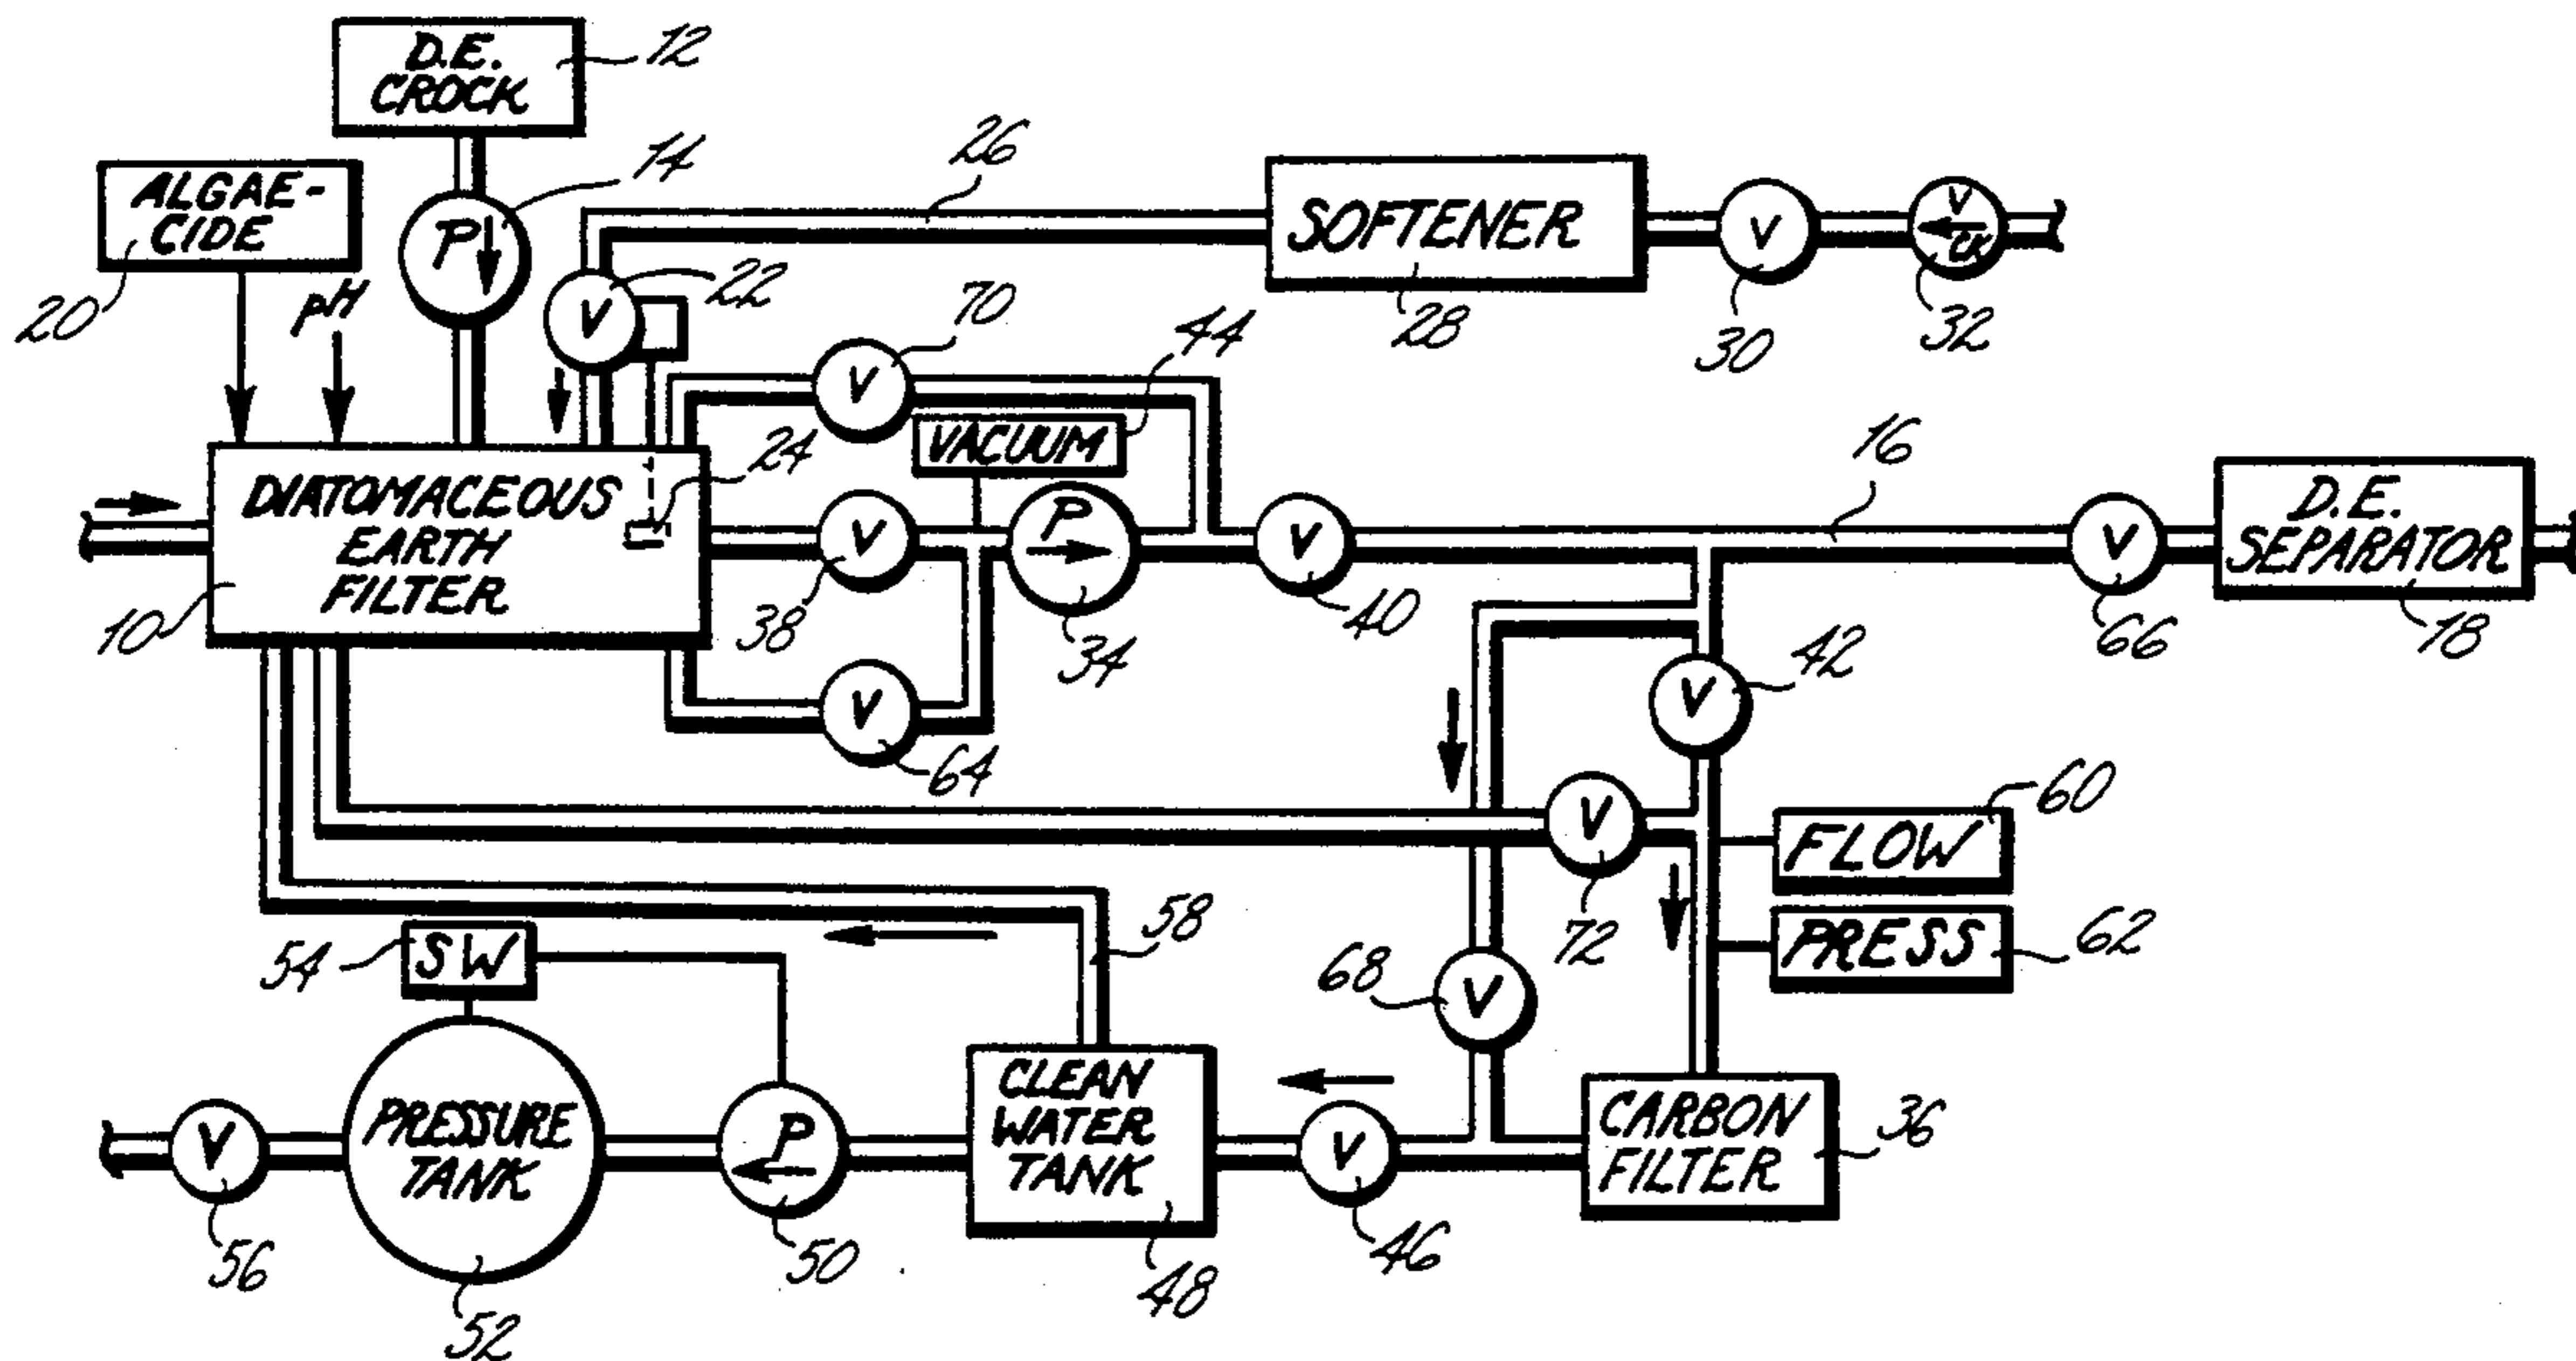 D.E.
CROCK
12
ALGAE-
CIDE
20
pH
P
14
26
SOFTENER
28
V
30
V
CK
32
V
22
70
V
44
VACUUM
24
DIATOMACEOUS
EARTH
FILTER
10
V
38
P
34
V
40
16
V
66
D.E.
SEPARATOR
18
V
64
V
42
V
72
FLOW
60
PRESS
62
58
SW
54
68
V
PRESSURE
TANK
52
V
56
P
50
CLEAN
WATER
TANK
48
V
46
CARBON
FILTER
36